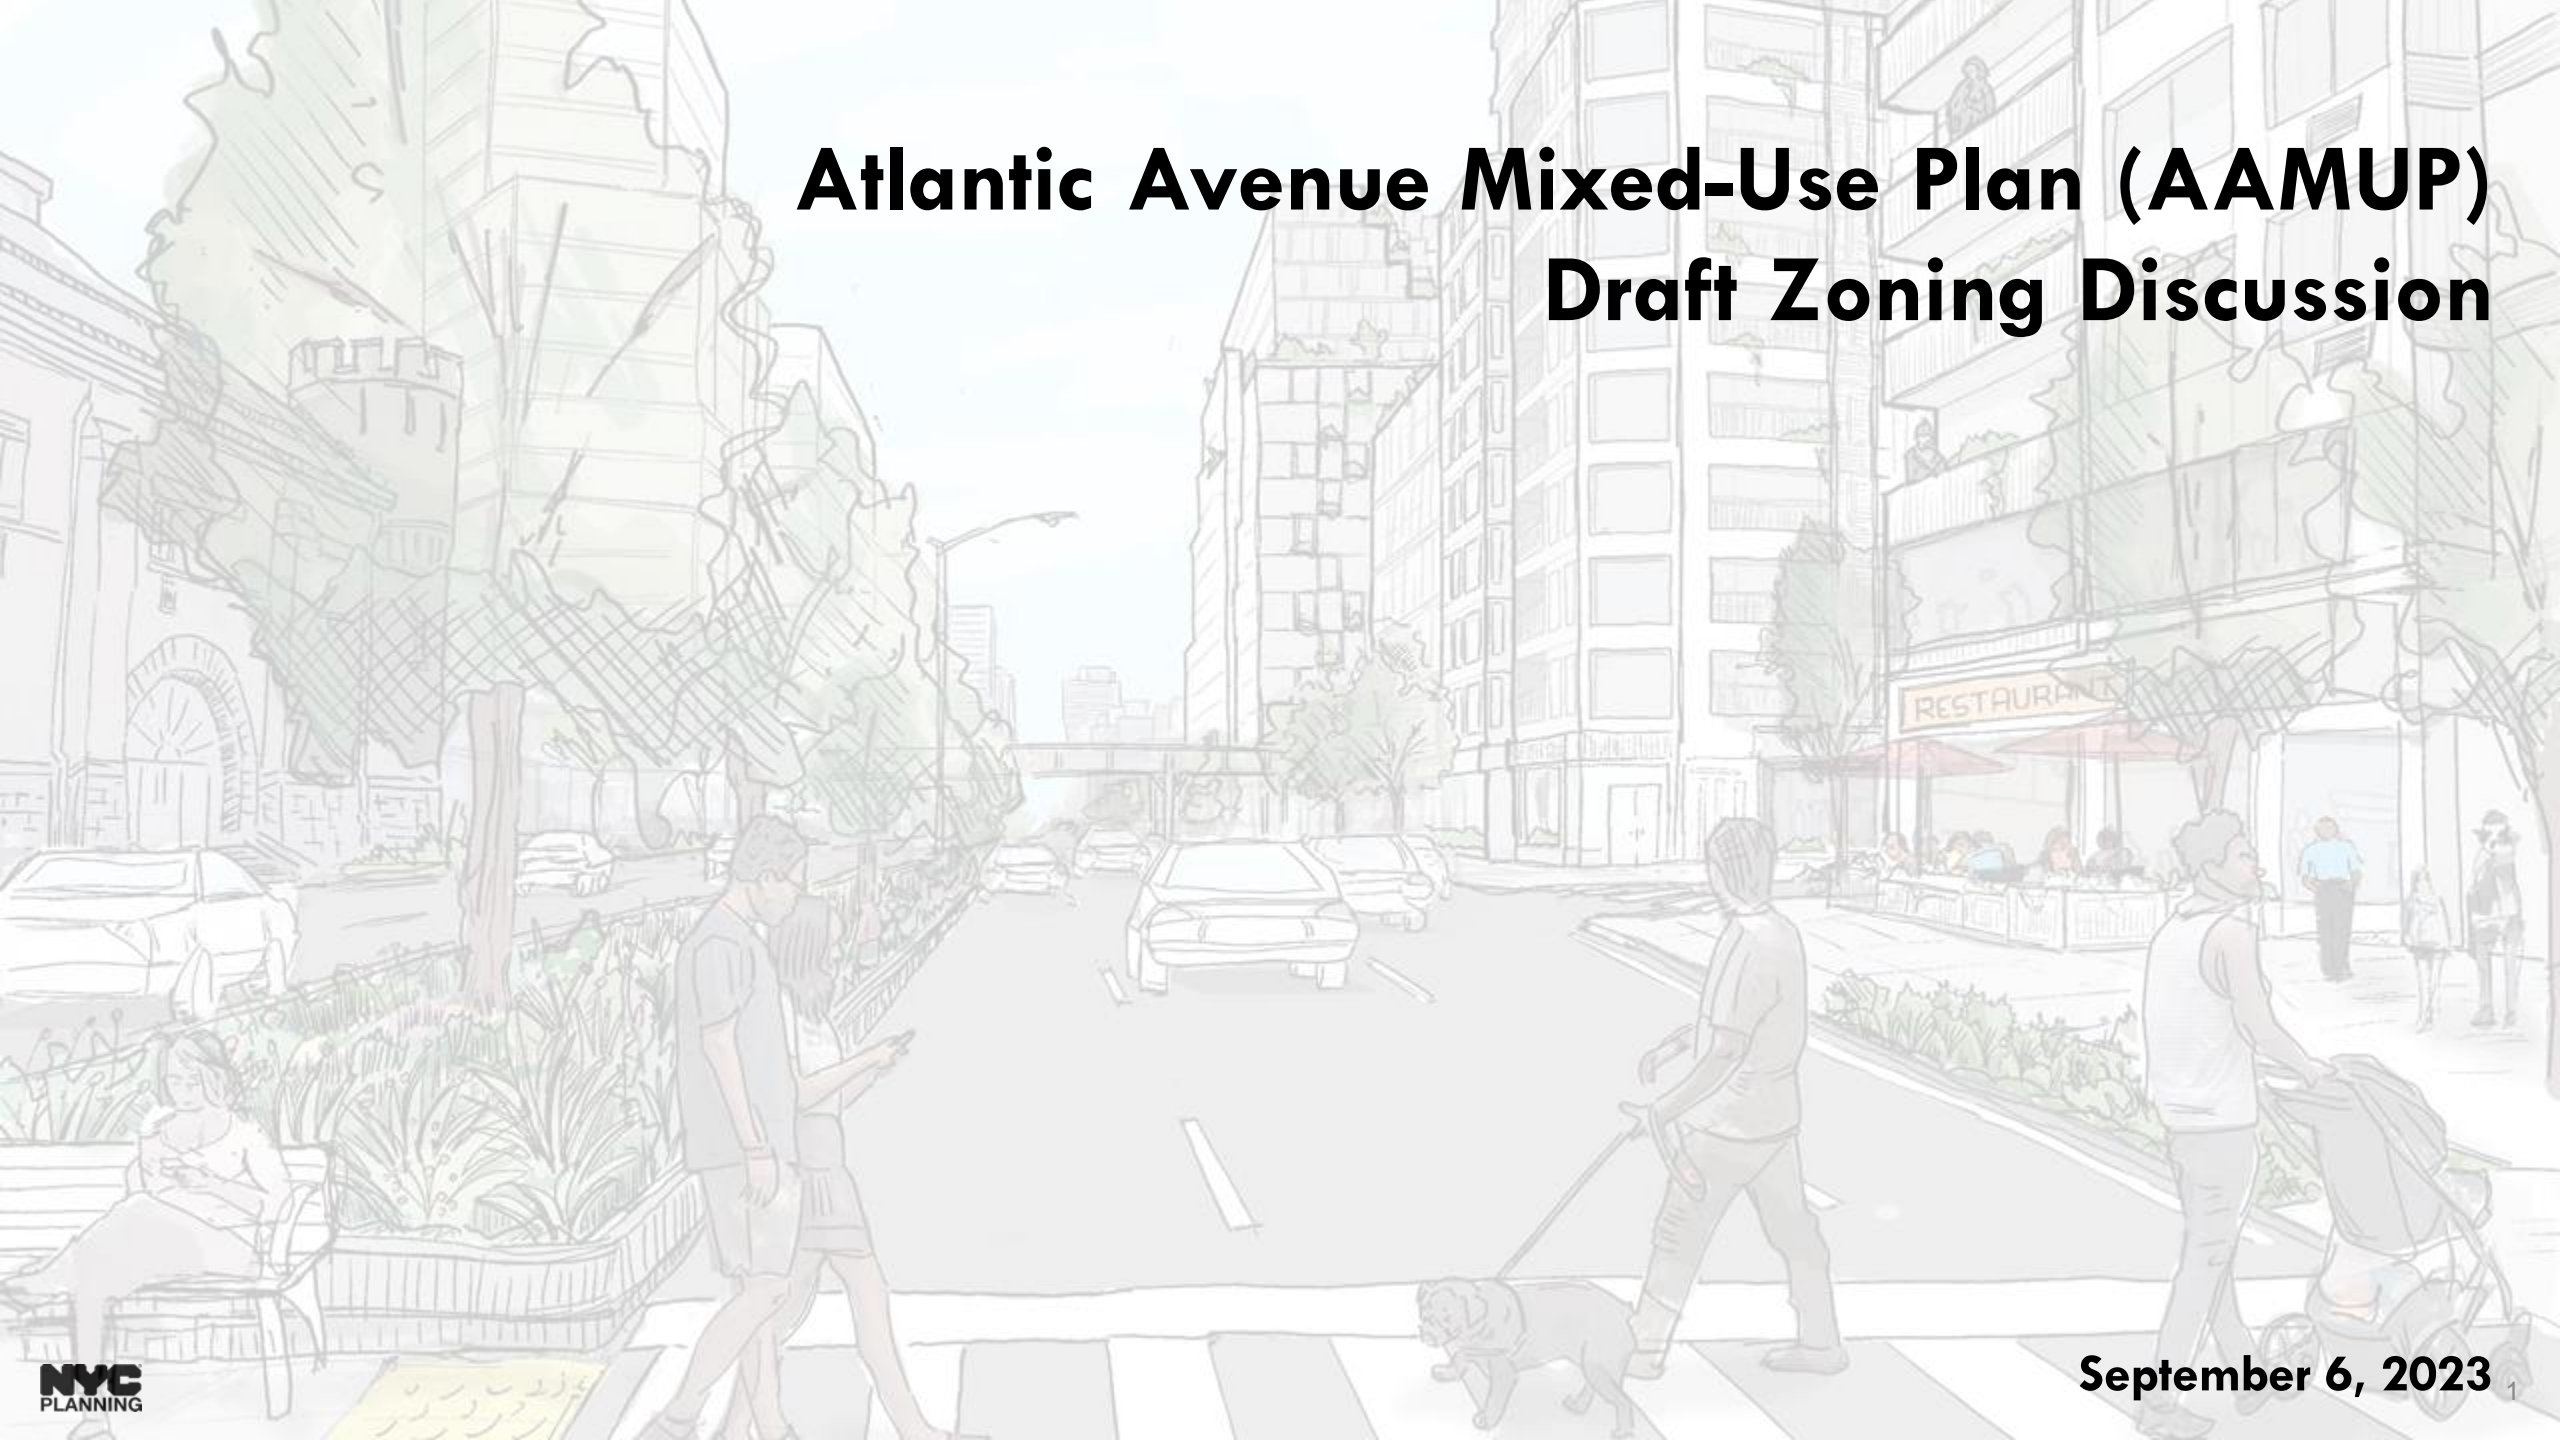 Atlantic Avenue Mixed-Use Plan (AAMUP)
Draft Zoning Discussion
RESTAURANT
NYC
PLANNING
September 6, 2023
1